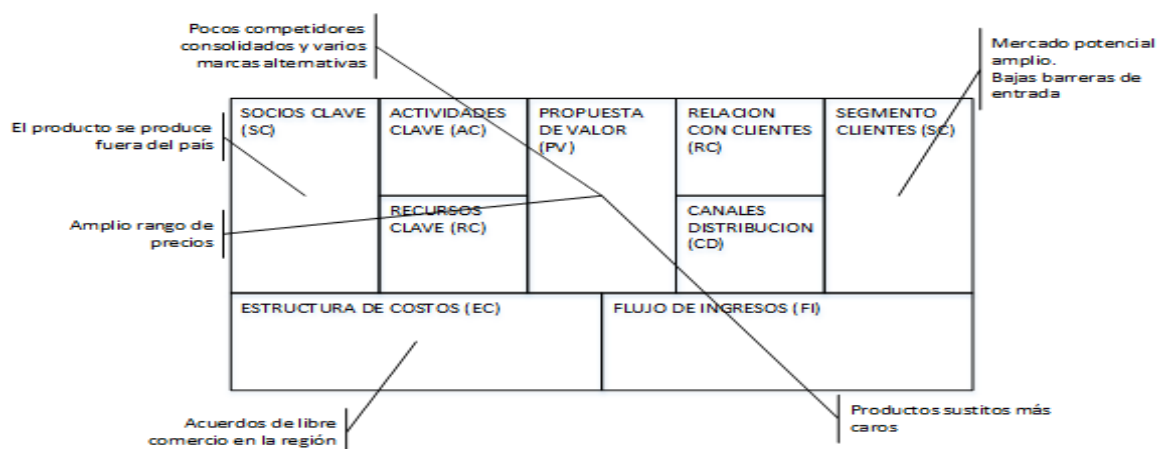 Pocos competidores
consolidados y varios
marcas alternativas
Mercado potencial
amplio.
Bajas barreras de
entrada
El producto se produce
fuera del país
SOCIOS CLAVE
(SC)
ACTIVIDADES
CLAVE (AC)
PROPUESTA
DE VALOR
(PV)
RELACION
CON CLIENTES
(RC)
SEGMENTO
CLIENTES (SC)
Amplio rango de
precios
RECURSOS
CLAVE (RC)
CANALES
DISTRIBUCION
(CD)
ESTRUCTURA DE COSTOS (EC)
FLUJO DE INGRESOS (FI)
Acuerdos de libre
comercio en la región
Productos sustitos más
caros